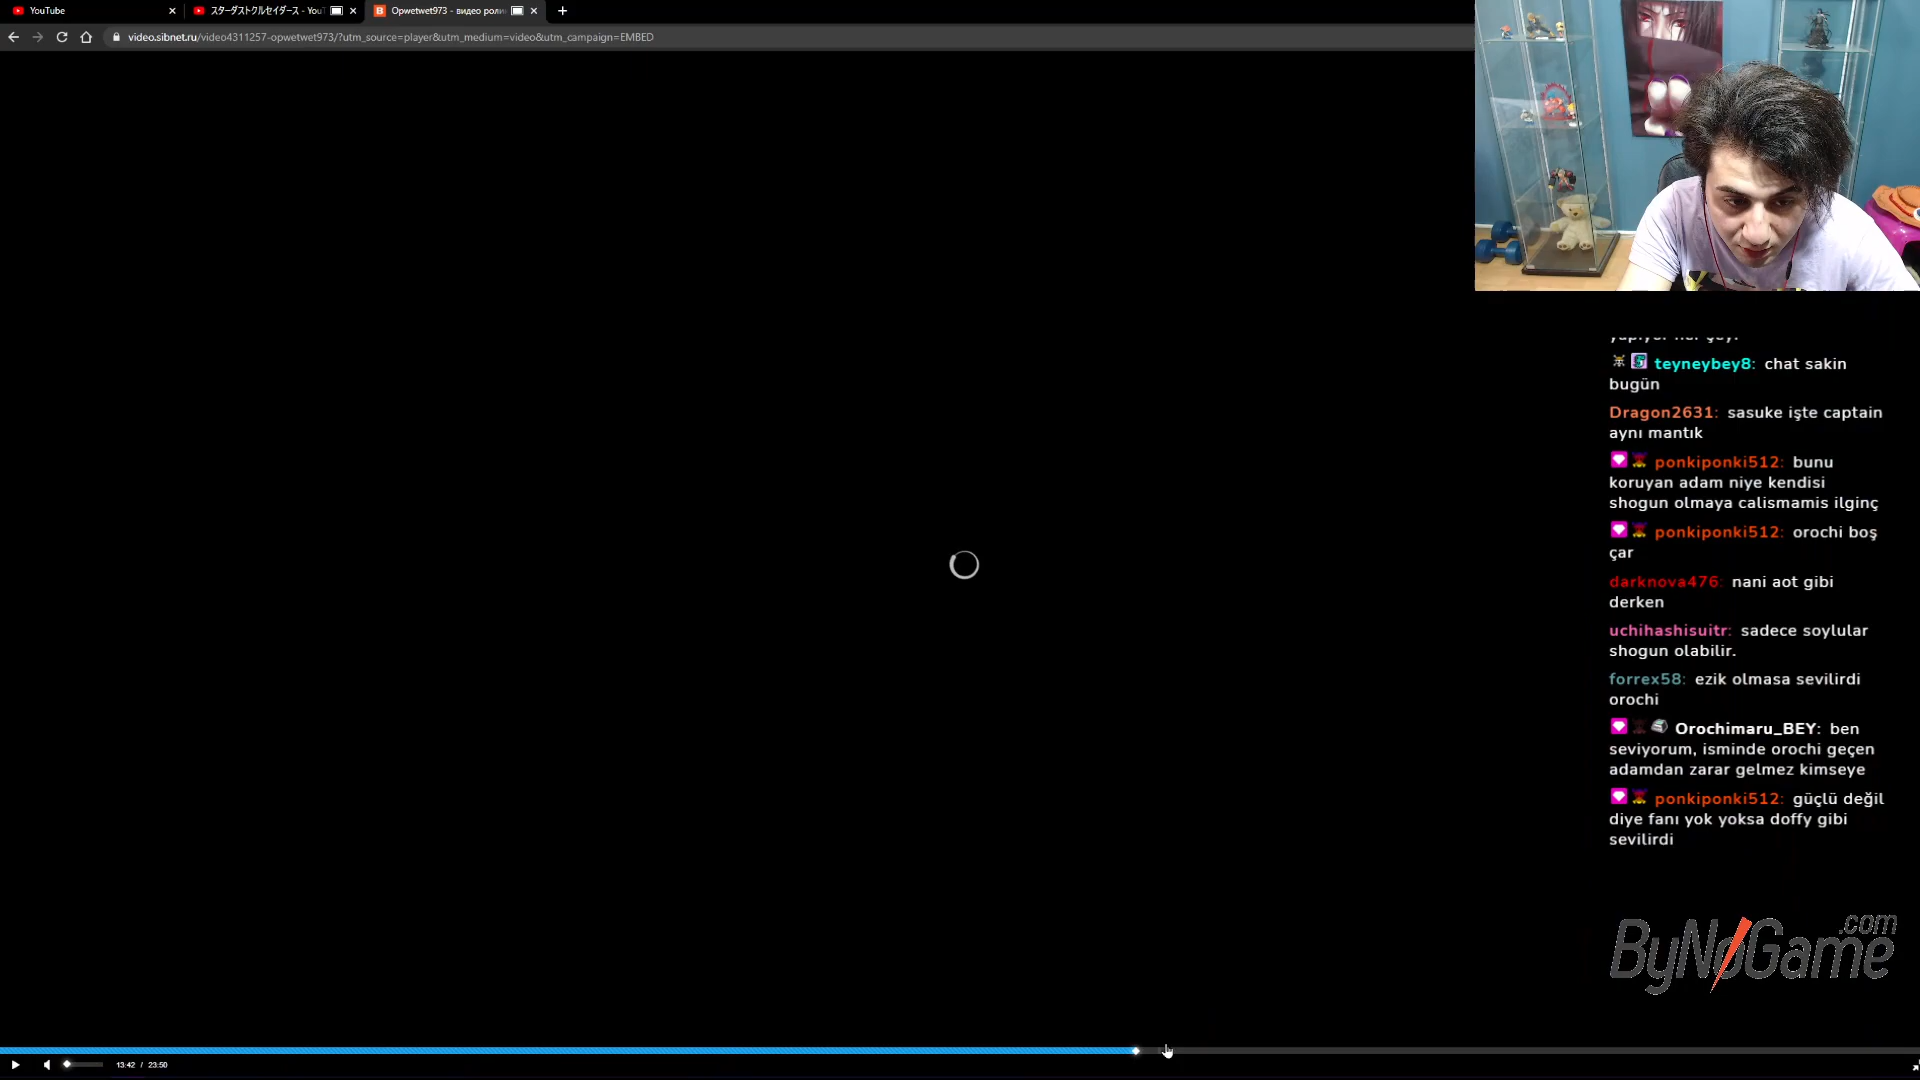 YouTube
スターダストクルセイダース - YouT
Opwetwet973 - видео роли
video.sibnet.ru/video4311257-opwetwet973/?utm_source=player&utm_medium=video&utm_campaign=EMBED
teyneybey8: chat sakin
bugün
Dragon2631: sasuke işte captain
aynı mantık
ponkiponki512: bunu
koruyan adam niye kendisi
shogun olmaya calismamis ilginç
ponkiponki512: orochi boş
çar
darknova476: nani aot gibi
derken
uchihashisuitr: sadece soylular
shogun olabilir.
forrex58: ezik olmasa sevilirdi
orochi
Orochimaru_BEY: ben
seviyorum, isminde orochi geçen
adamdan zarar gelmez kimseye
ponkiponki512: güçlü değil
diye fanı yok yoksa doffy gibi
sevilirdi
ByNoGame.com
13:42 / 23:50